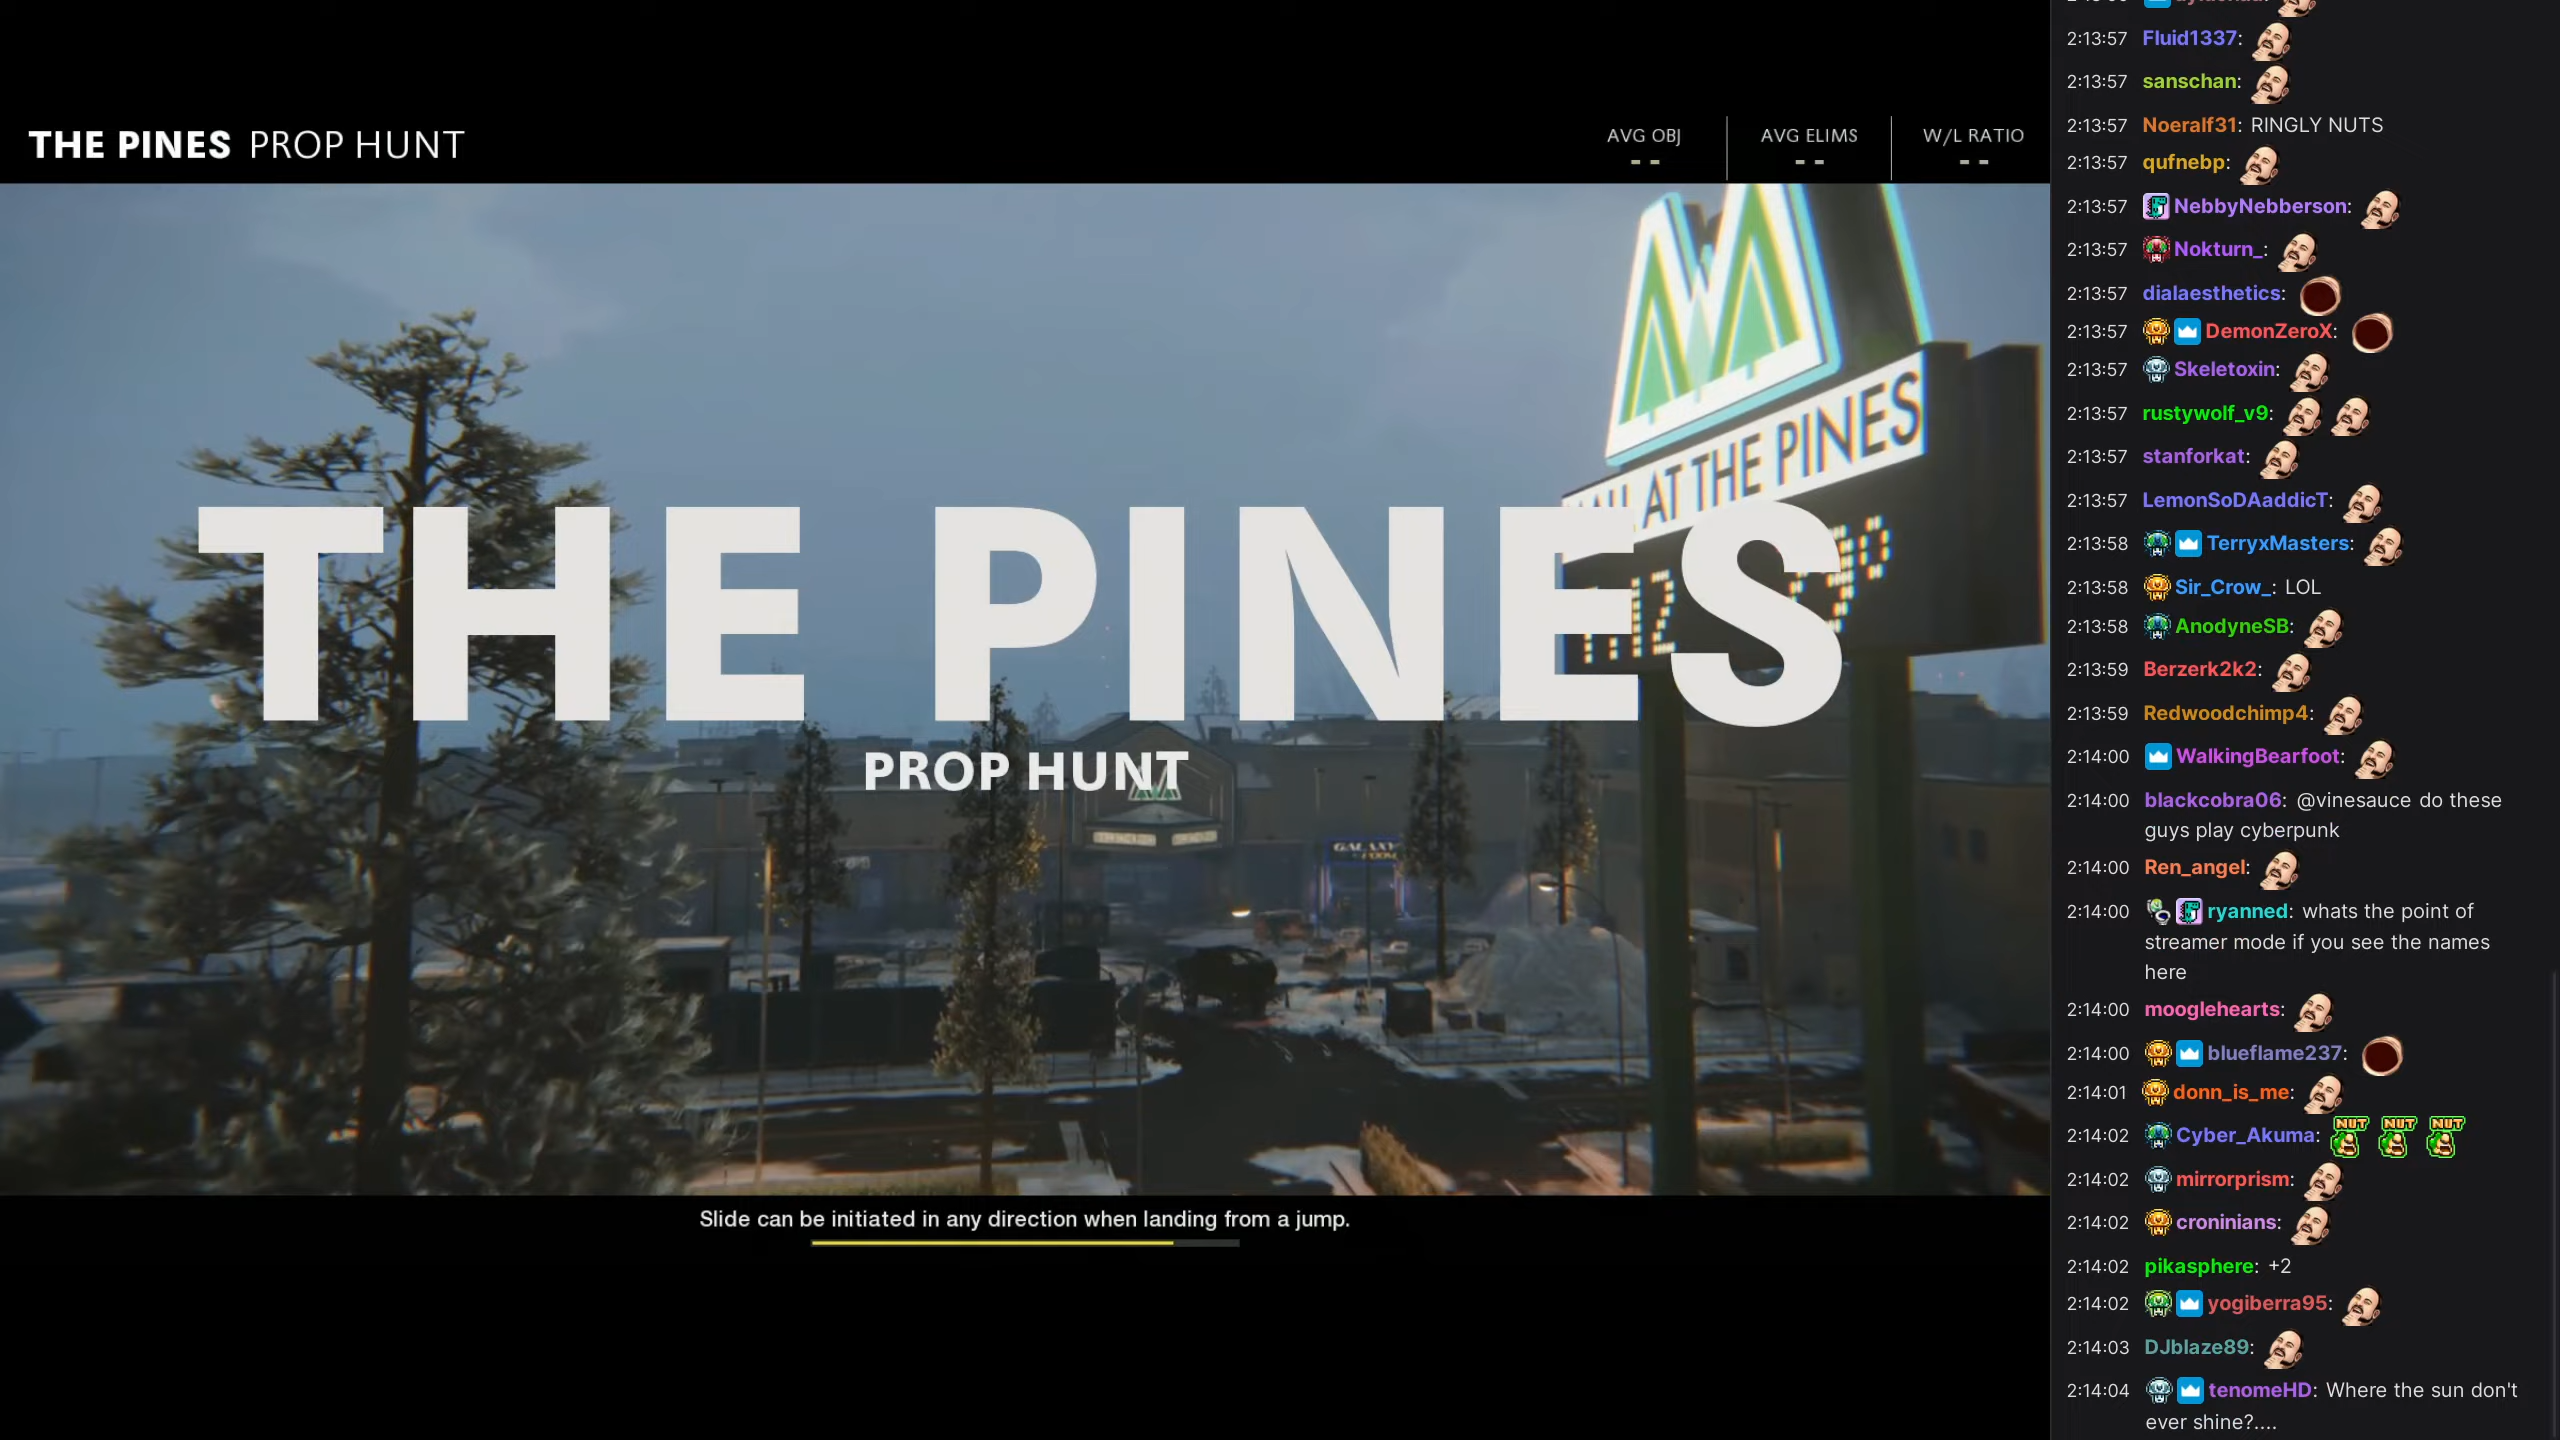 THE PINES PROP HUNT
AVG OBJ
--
AVG ELIMS
--
W/L RATIO
--
AT THE PINES
THE PINES
PROP HUNT
GALAXY
Slide can be initiated in any direction when landing from a jump.
2:13:57 Fluid1337:
2:13:57 sanschan:
2:13:57 Noeralf31: RINGLY NUTS
2:13:57 qufnebp:
2:13:57 NebbyNebberson:
2:13:57 Nokturn_:
2:13:57 dialaesthetics:
2:13:57 DemonZeroX:
2:13:57 Skeletoxin:
2:13:57 rustywolf_v9:
2:13:57 stanforkat:
2:13:57 LemonSoDAaddicT:
2:13:58 TerryxMasters:
2:13:58 Sir_Crow_: LOL
2:13:58 AnodyneSB:
2:13:59 Berzerk2k2:
2:13:59 Redwoodchimp4:
2:14:00 WalkingBearfoot:
2:14:00 blackcobra06: @vinesauce do these
guys play cyberpunk
2:14:00 Ren_angel:
2:14:00 ryanned: whats the point of
streamer mode if you see the names
here
2:14:00 mooglehearts:
2:14:00 blueflame237:
2:14:01 donn_is_me:
2:14:02 Cyber_Akuma: NUT NUT NUT
2:14:02 mirrorprism:
2:14:02 croninians:
2:14:02 pikasphere: +2
2:14:02 yogiberra95:
2:14:03 DJblaze89:
2:14:04 tenomeHD: Where the sun don't
ever shine?....